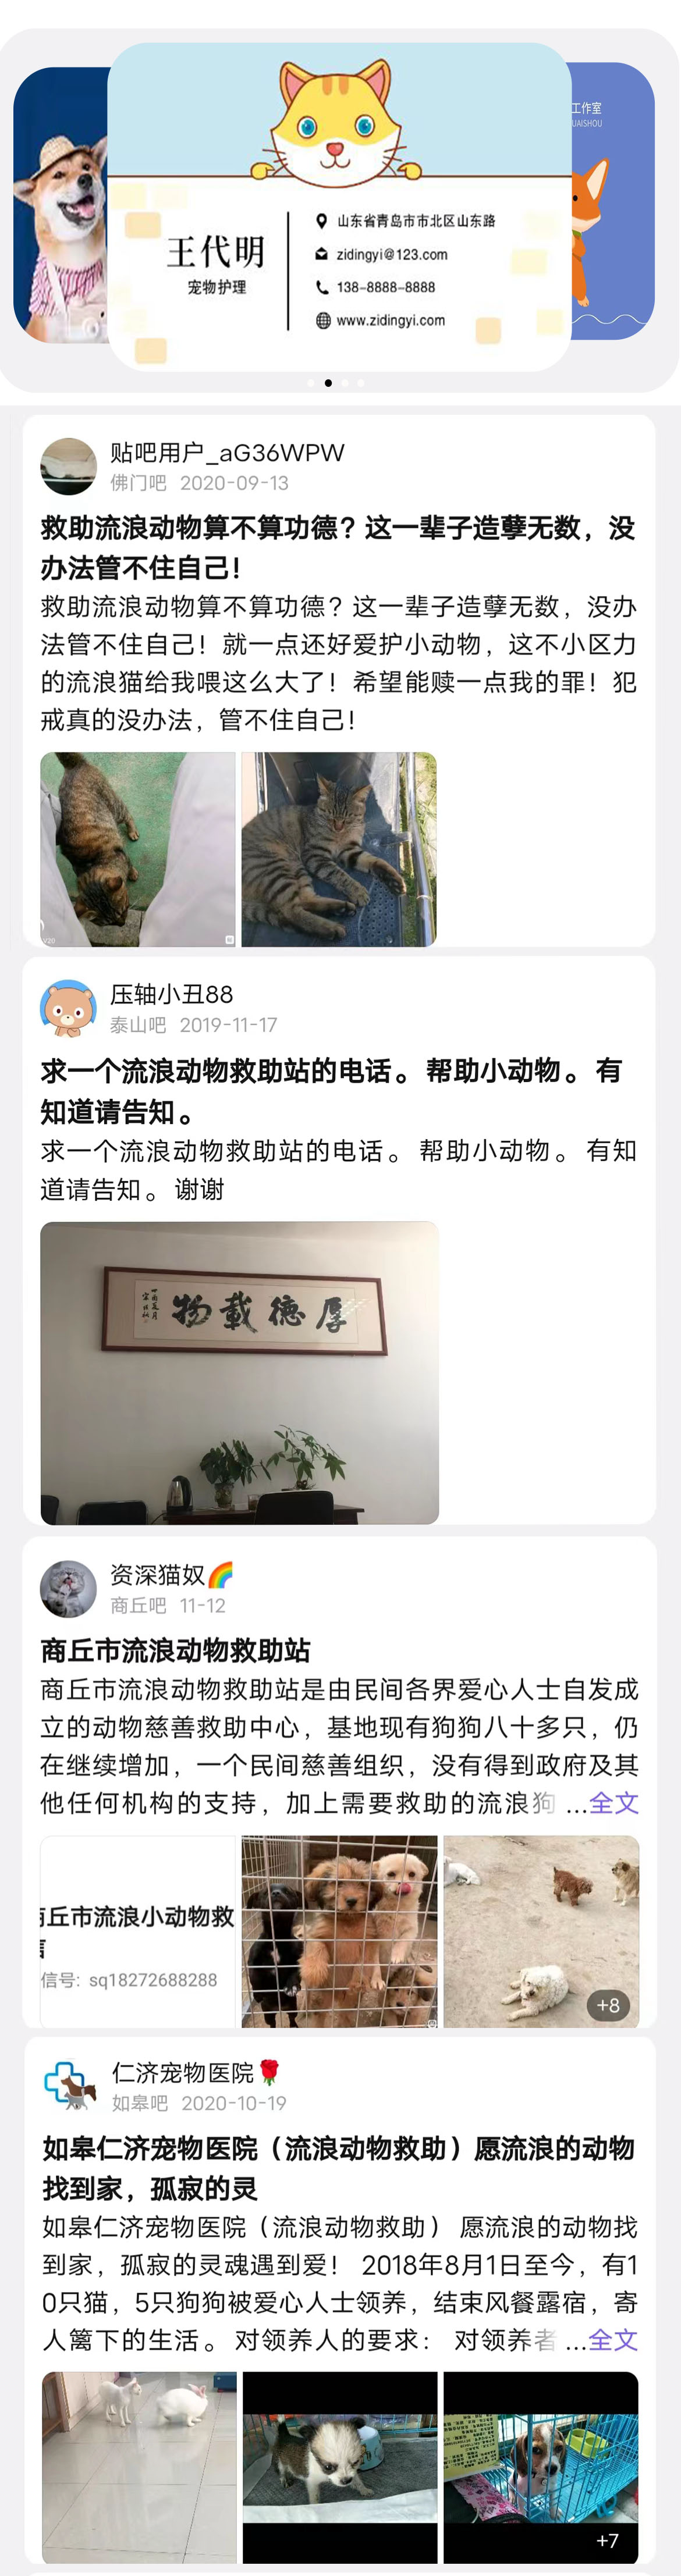 工作室
UAISHOU
王代明
宠物护理
山东省青岛市市北区山东路
zidingyi@123.com
138-8888-8888
www.zidingyi.com
贴吧用户_aG36WPW
佛门吧 2020-09-13
救助流浪动物算不算功德？这一辈子造孽无数，没
办法管不住自己！
救助流浪动物算不算功德？这一辈子造孽无数，没办
法管不住自己！就一点还好爱护小动物，这不小区力
的流浪猫给我喂这么大了！希望能赎一点我的罪！犯
戒真的没办法，管不住自己！
压轴小丑88
泰山吧 2019-11-17
求一个流浪动物救助站的电话。帮助小动物。有
知道请告知。
求一个流浪动物救助站的电话。帮助小动物。有知
道请告知。谢谢
物載德厚
资深猫奴🌈
商丘吧 11-12
商丘市流浪动物救助站
商丘市流浪动物救助站是由民间各界爱心人士自发成
立的动物慈善救助中心，基地现有狗狗八十多只，仍
在继续增加，一个民间慈善组织，没有得到政府及其
他任何机构的支持，加上需要救助的流浪狗 ...全文
丘市流浪小动物救
信号: sq18272688288
+8
仁济宠物医院🌹
如皋吧 2020-10-19
如皋仁济宠物医院（流浪动物救助）愿流浪的动物
找到家，孤寂的灵
如皋仁济宠物医院（流浪动物救助） 愿流浪的动物找
到家，孤寂的灵魂遇到爱！ 2018年8月1日至今，有1
0只猫，5只狗狗被爱心人士领养，结束风餐露宿，寄
人篱下的生活。对领养人的要求： 对领养者 ...全文
+7